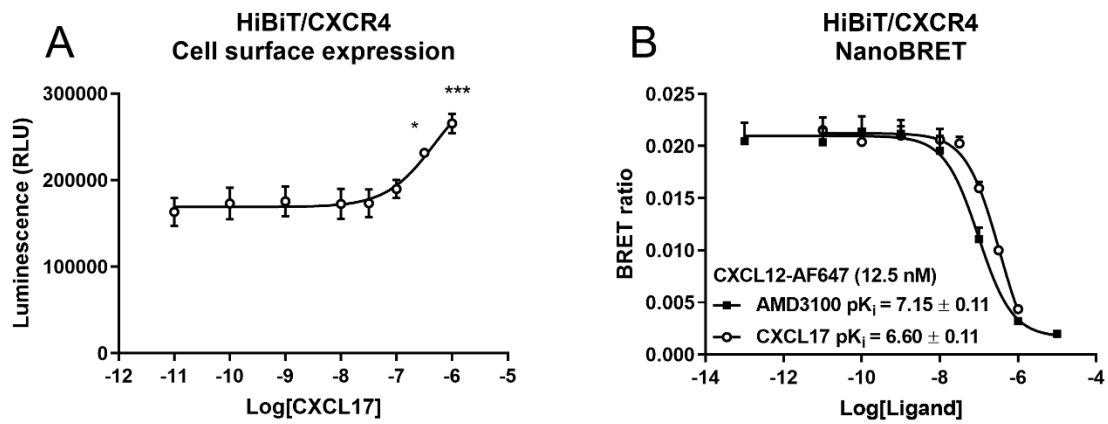 A
HiBiT/CXCR4
Cell surface expression
Luminescence (RLU)
300000
200000
100000
0
*
***
-12 -11 -10 -9 -8 -7 -6 -5
Log[CXCL17]
B
HiBiT/CXCR4
NanoBRET
BRET ratio
0.025
0.020
0.015
0.010
0.005
0.000
CXCL12-AF647 (12.5 nM)
AMD3100 pKi = 7.15 ± 0.11
CXCL17 pKi = 6.60 ± 0.11
-14 -12 -10 -8 -6 -4
Log[Ligand]